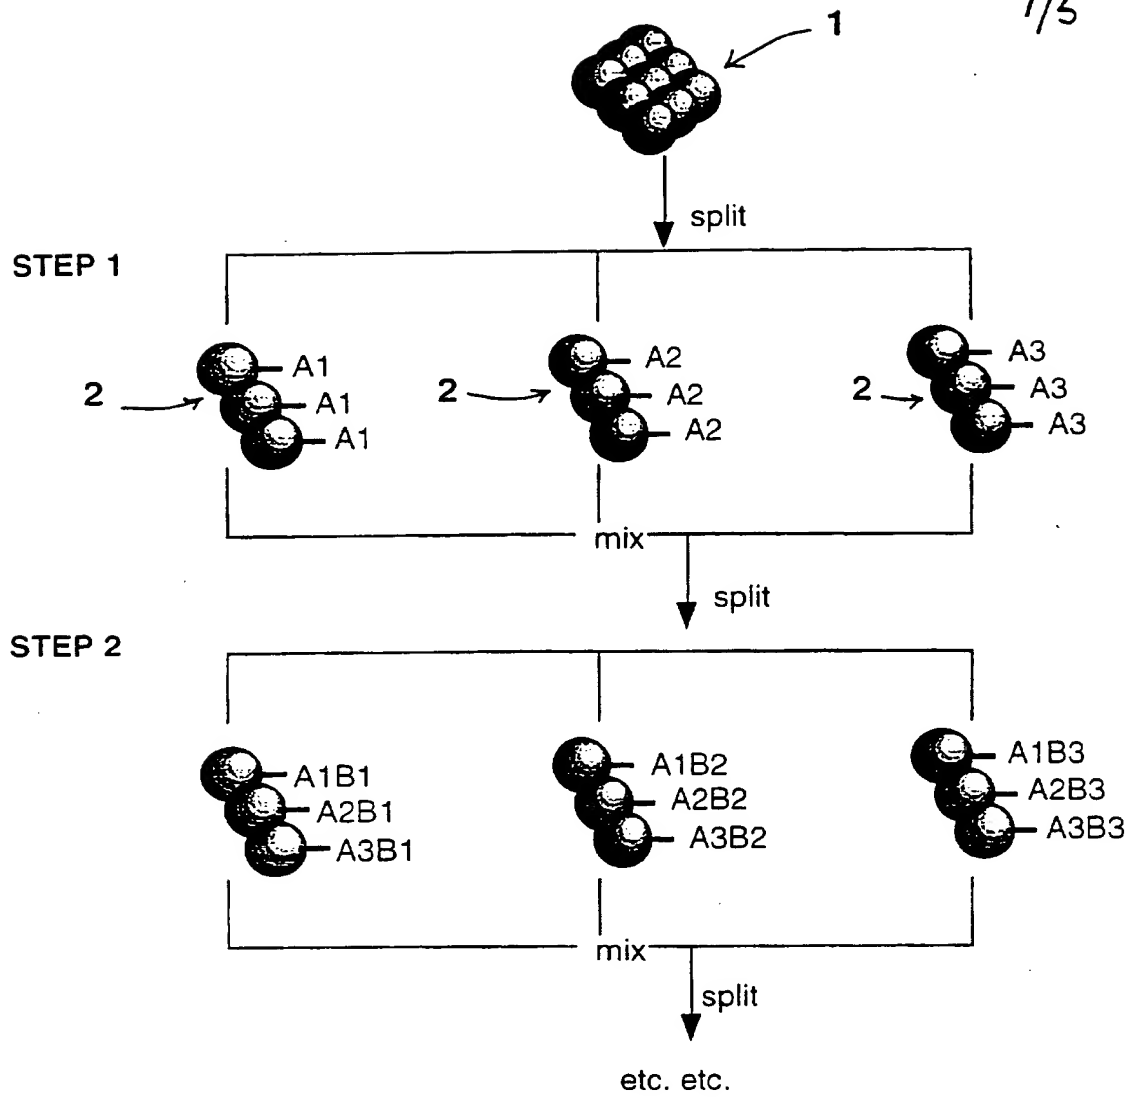 1/5
1
split
STEP 1
A1 A2 A3
2 A1 2 A2 2 A3
A1 A2 A3
mix
split
STEP 2
A1B1 A1B2 A1B3
A2B1 A2B2 A2B3
A3B1 A3B2 A3B3
mix
split
etc. etc.